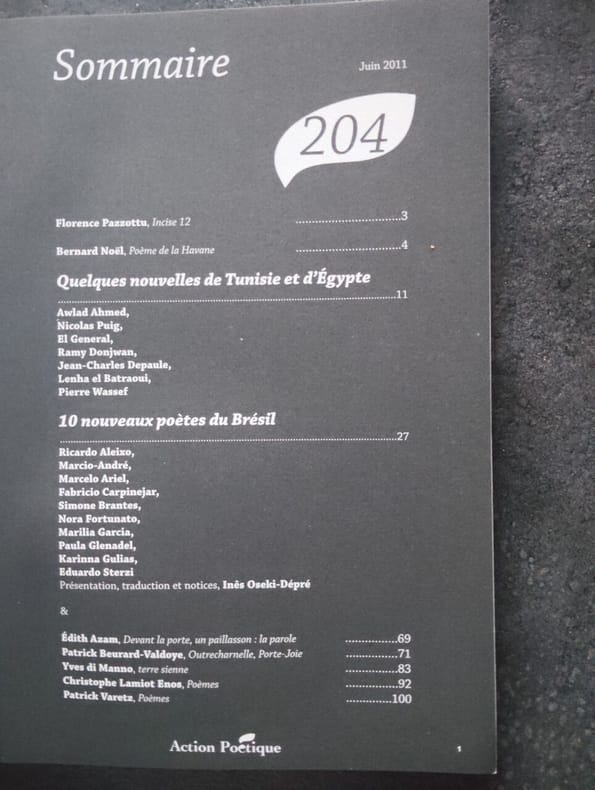 Sommaire
Juin 2011
204
Florence Pazzottu, Incise 12 ................................3
Bernard Noël, Poème de la Havane ................................4
Quelques nouvelles de Tunisie et d'Égypte
................................11
Awlad Ahmed,
Nicolas Puig,
El General,
Ramy Donjwan,
Jean-Charles Depaule,
Lenha el Batraoui,
Pierre Wassef
10 nouveaux poètes du Brésil
................................27
Ricardo Aleixo,
Marcio-André,
Marcelo Ariel,
Fabricio Carpinejar,
Simone Brantes,
Nora Fortunato,
Marilia Garcia,
Paula Glenadel,
Karinna Gulias,
Eduardo Sterzi
Présentation, traduction et notices, Inês Oseki-Dépré
&
Édith Azam, Devant la porte, un paillasson : la parole ................69
Patrick Beurard-Valdoye, Outrecharnelle, Porte-Joie ................71
Yves di Manno, terre sienne ................83
Christophe Lamiot Enos, Poèmes ................92
Patrick Varetz, Poèmes ..............100
Action Poétique
1